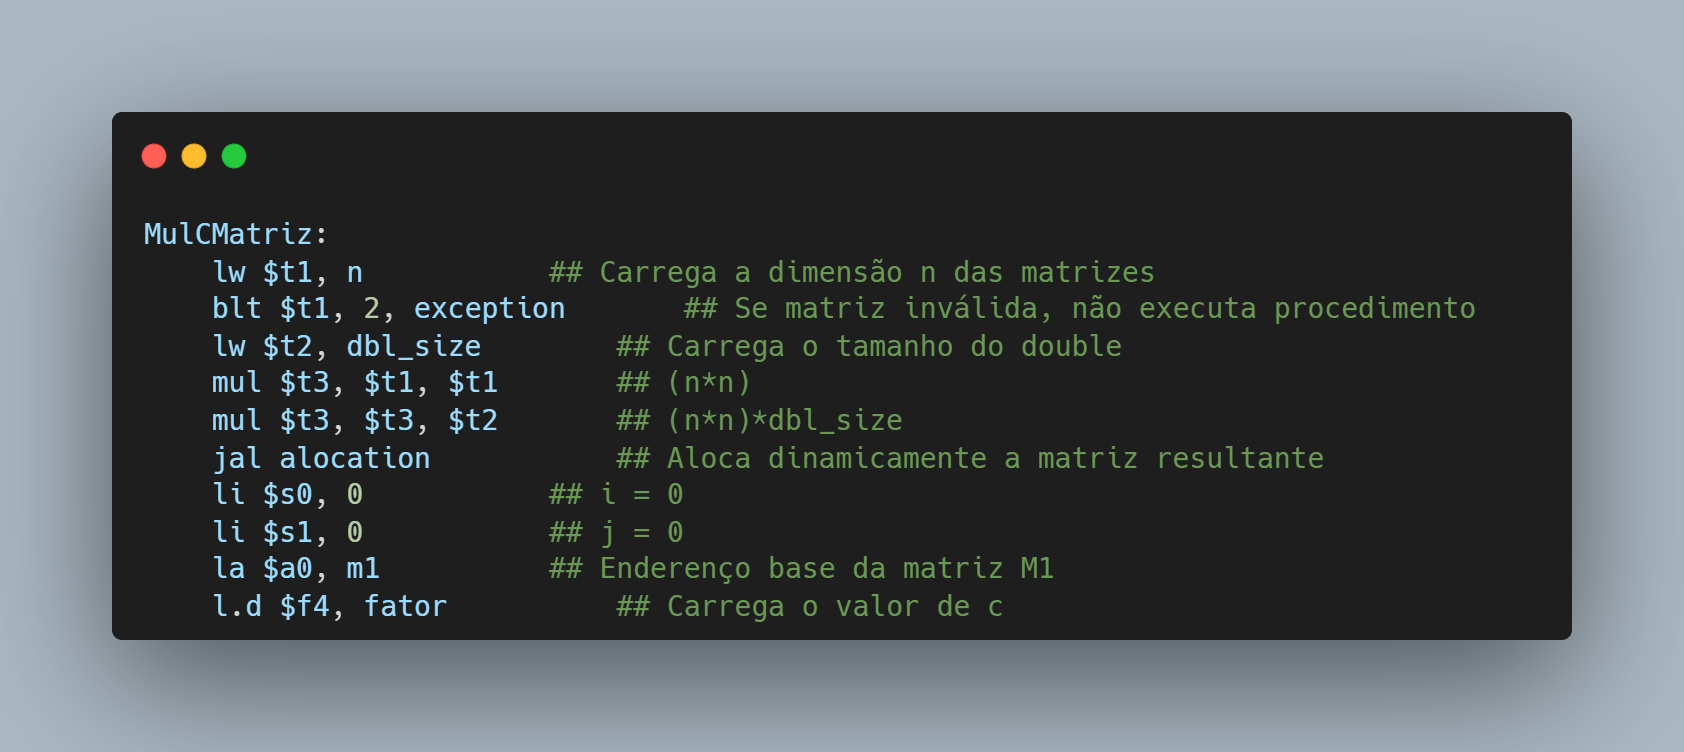 MulCMatriz:
    lw $t1, n           ## Carrega a dimensão n das matrizes
    blt $t1, 2, exception       ## Se matriz inválida, não executa procedimento
    lw $t2, dbl_size        ## Carrega o tamanho do double
    mul $t3, $t1, $t1       ## (n*n)
    mul $t3, $t3, $t2       ## (n*n)*dbl_size
    jal alocation           ## Aloca dinamicamente a matriz resultante
    li $s0, 0           ## i = 0
    li $s1, 0           ## j = 0
    la $a0, m1          ## Enderenço base da matriz M1
    l.d $f4, fator          ## Carrega o valor de c